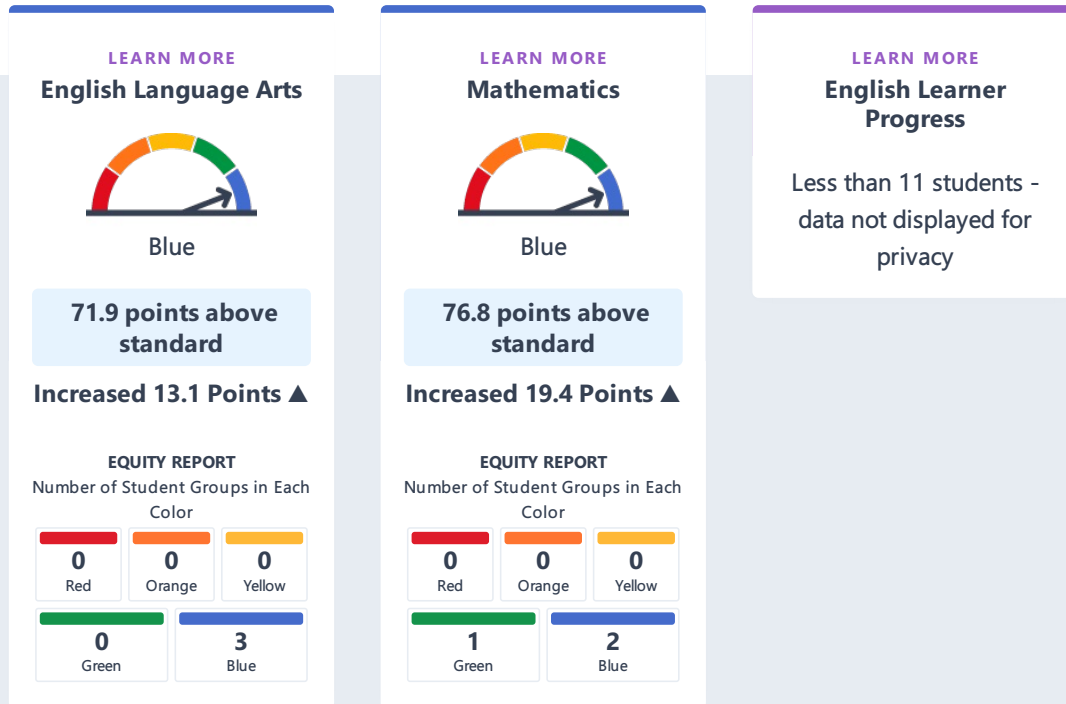 LEARN MORE
English Language Arts
Blue
71.9 points above
standard
Increased 13.1 Points ▲
EQUITY REPORT
Number of Student Groups in Each
Color
0
Red
0
Orange
0
Yellow
0
Green
3
Blue
LEARN MORE
Mathematics
Blue
76.8 points above
standard
Increased 19.4 Points ▲
EQUITY REPORT
Number of Student Groups in Each
Color
0
Red
0
Orange
0
Yellow
1
Green
2
Blue
LEARN MORE
English Learner
Progress
Less than 11 students -
data not displayed for
privacy